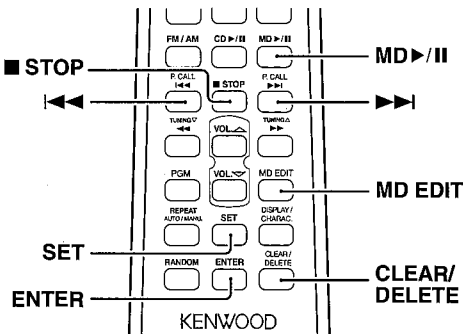 FM / AM CD ►/II MD ►/II
MD►/II
■ STOP
P. CALL ■ STOP P. CALL
I◄◄ ►►I
I◄◄ ►►I
TUNING▽ TUNING△
◄◄ VOL.△ ►►
PGM VOL.▽ MD EDIT
MD EDIT
REPEAT SET DISPLAY/
AUTO/MANU. CHARAC.
SET
RANDOM ENTER CLEAR/
DELETE
CLEAR/
DELETE
ENTER
KENWOOD